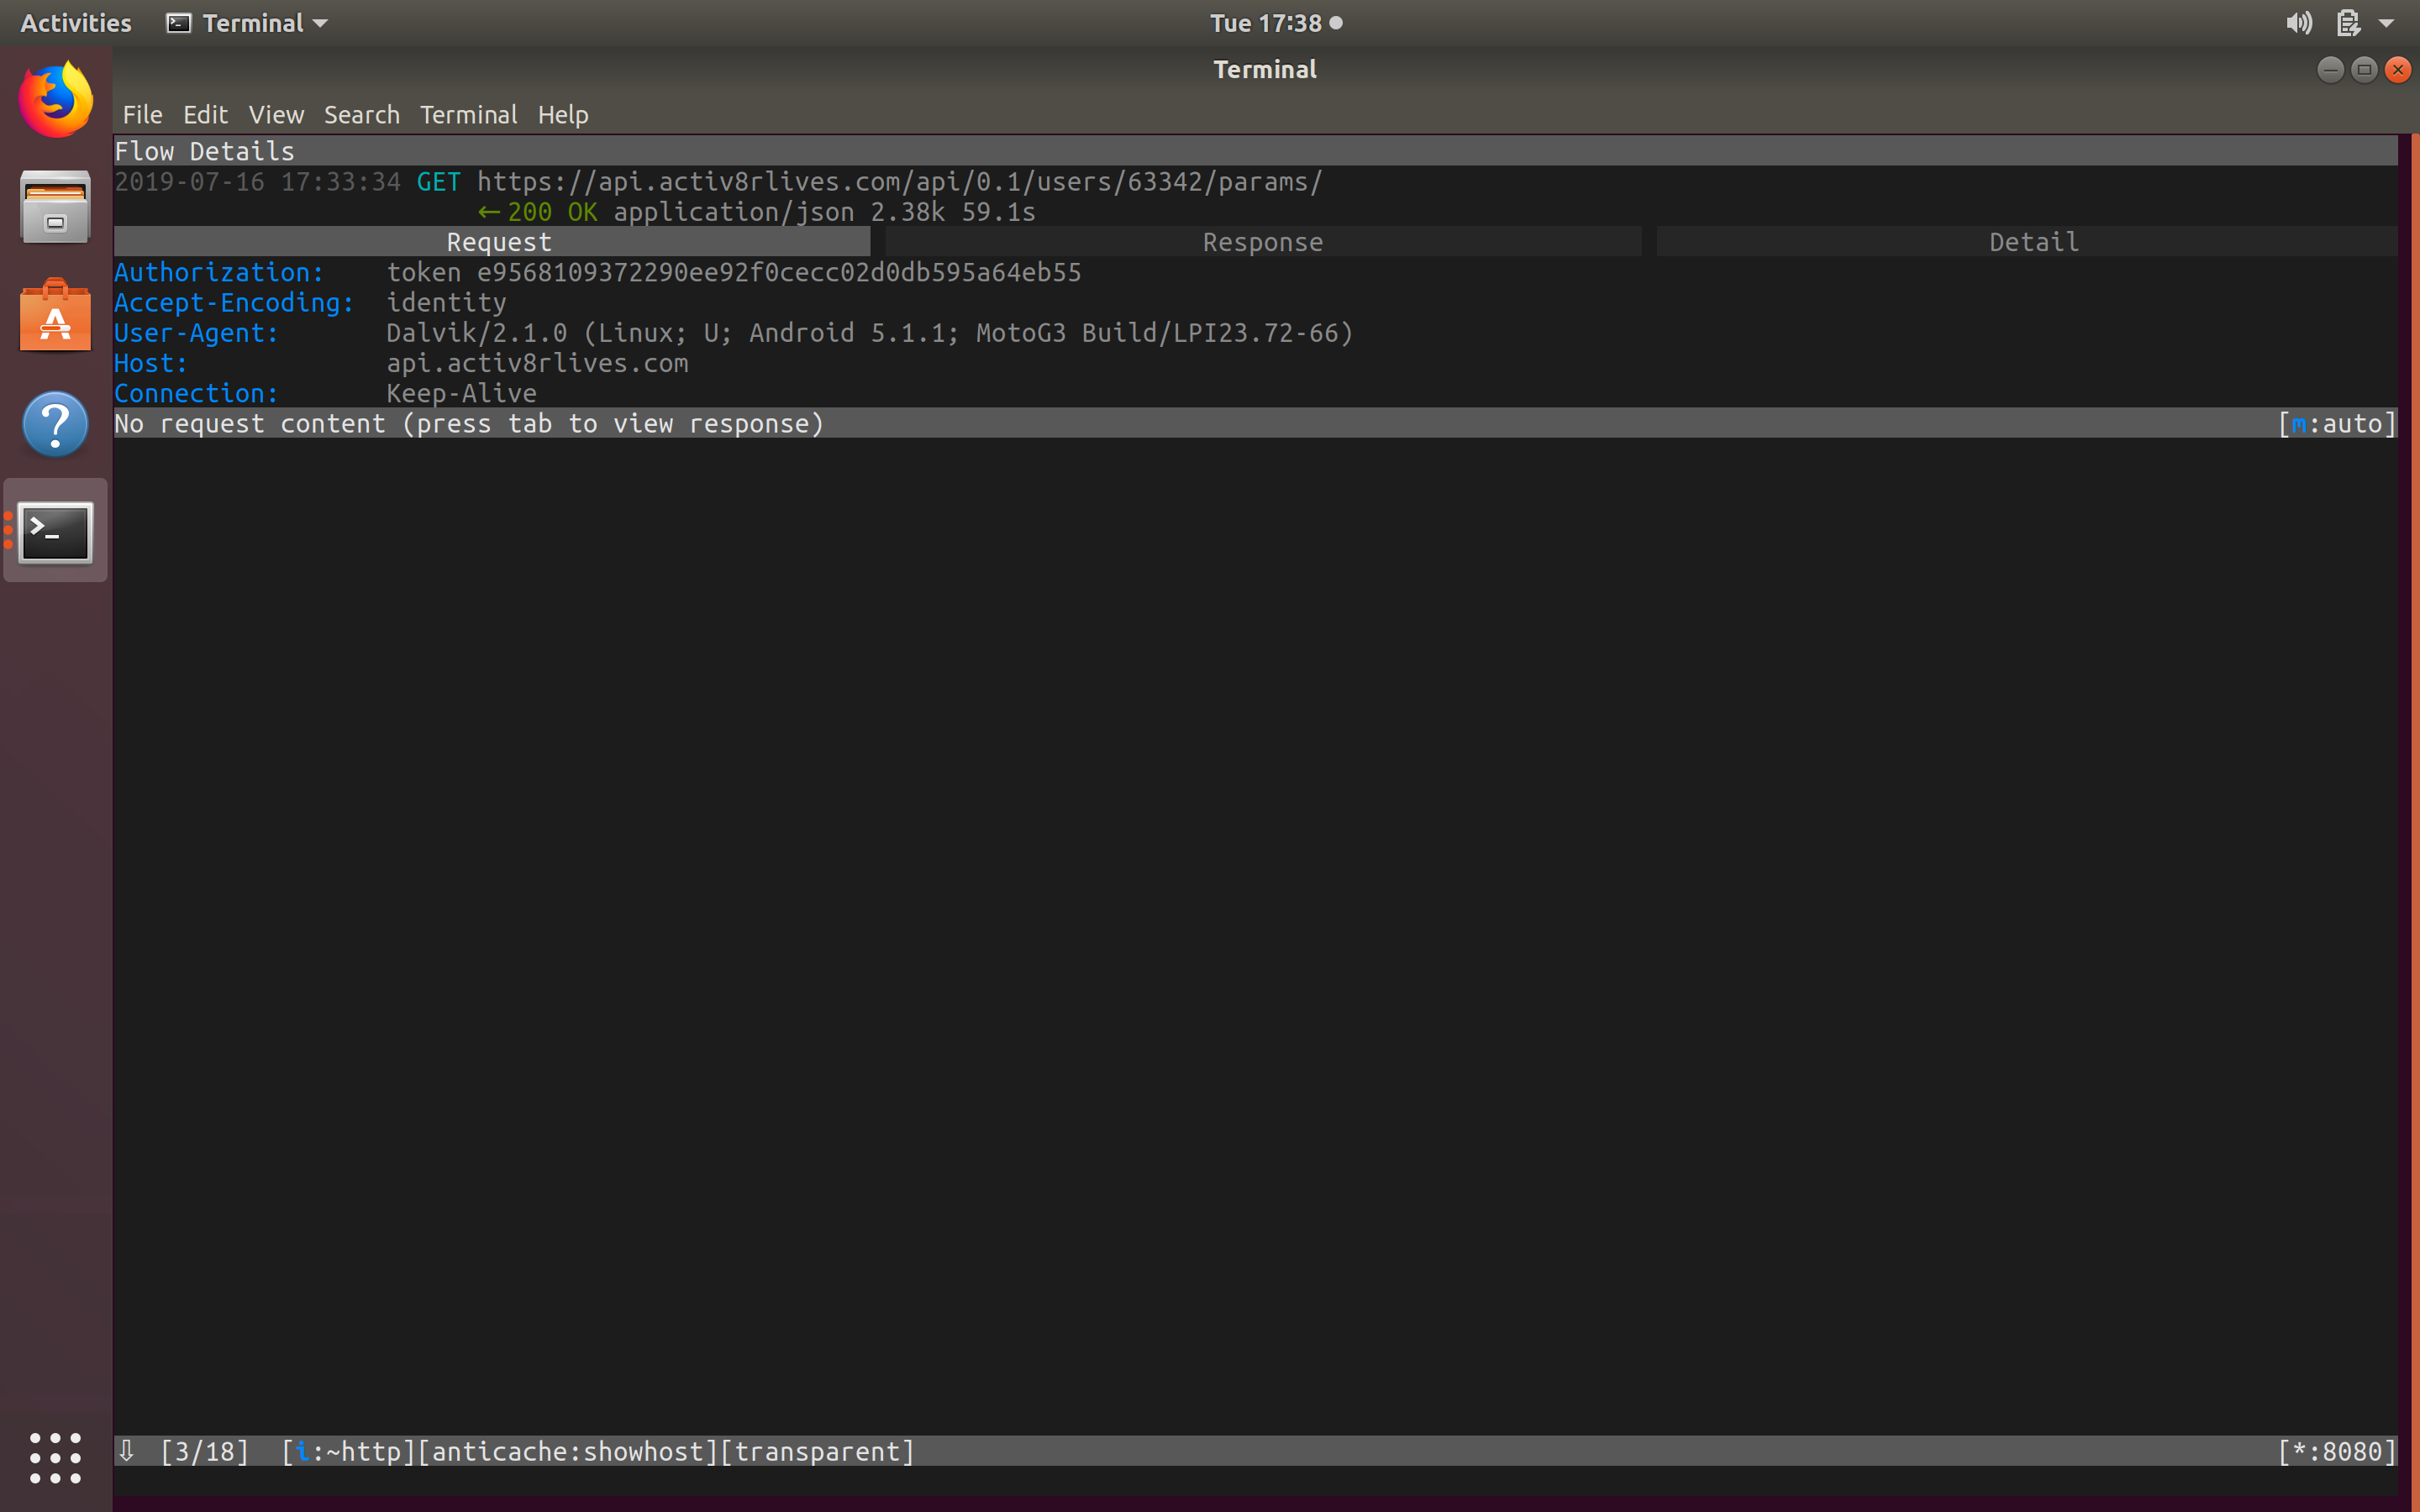 Activities Terminal Tue 17:38
Terminal
File Edit View Search Terminal Help
Flow Details
2019-07-16 17:33:34 GET https://api.activ8rlives.com/api/0.1/users/63342/params/
← 200 OK application/json 2.38k 59.1s
Request Response Detail
Authorization: token e9568109372290ee92f0cecc02d0db595a64eb55
Accept-Encoding: identity
User-Agent: Dalvik/2.1.0 (Linux; U; Android 5.1.1; MotoG3 Build/LPI23.72-66)
Host: api.activ8rlives.com
Connection: Keep-Alive
No request content (press tab to view response) [m:auto]
⇩ [3/18] [i:~http][anticache:showhost][transparent] [*:8080]